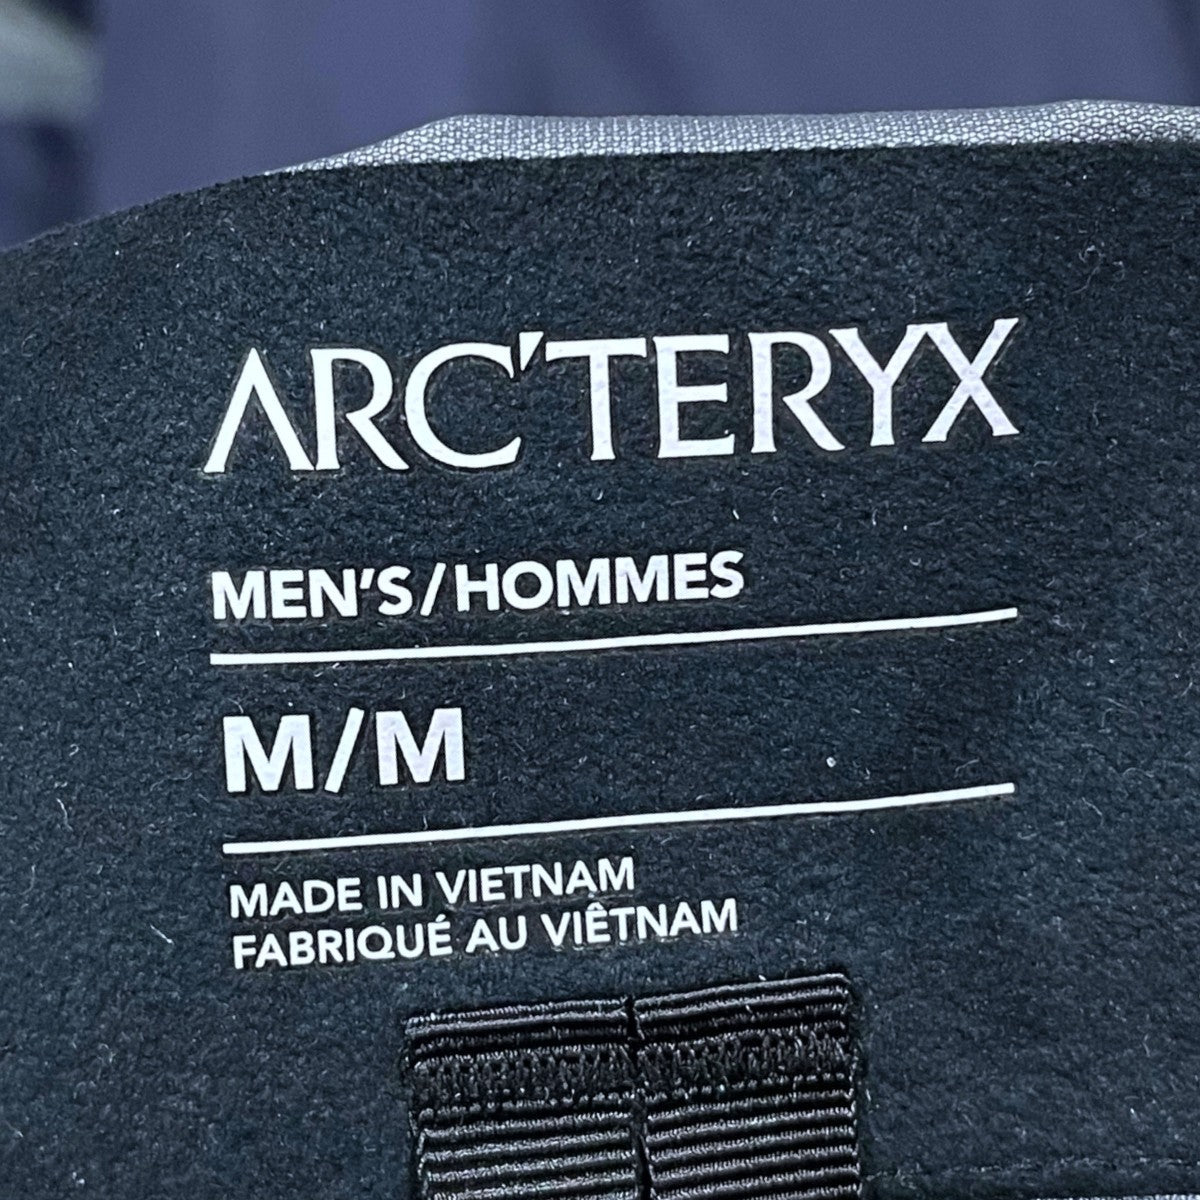 ARC'TERYX
MEN'S/HOMMES
M/M
MADE IN VIETNAM
FABRIQUÉ AU VIÊTNAM